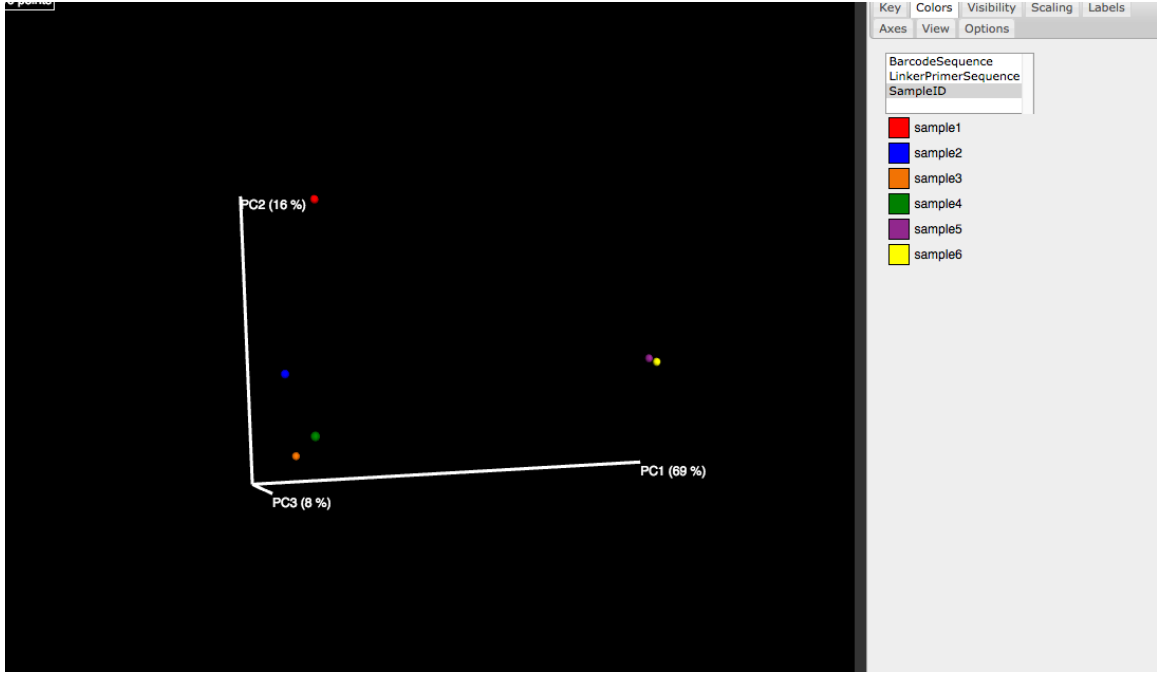 points
Key Colors Visibility Scaling Labels
Axes View Options
BarcodeSequence
LinkerPrimerSequence
SampleID
sample1
sample2
sample3
sample4
sample5
sample6
PC2 (16 %)
PC1 (69 %)
PC3 (8 %)